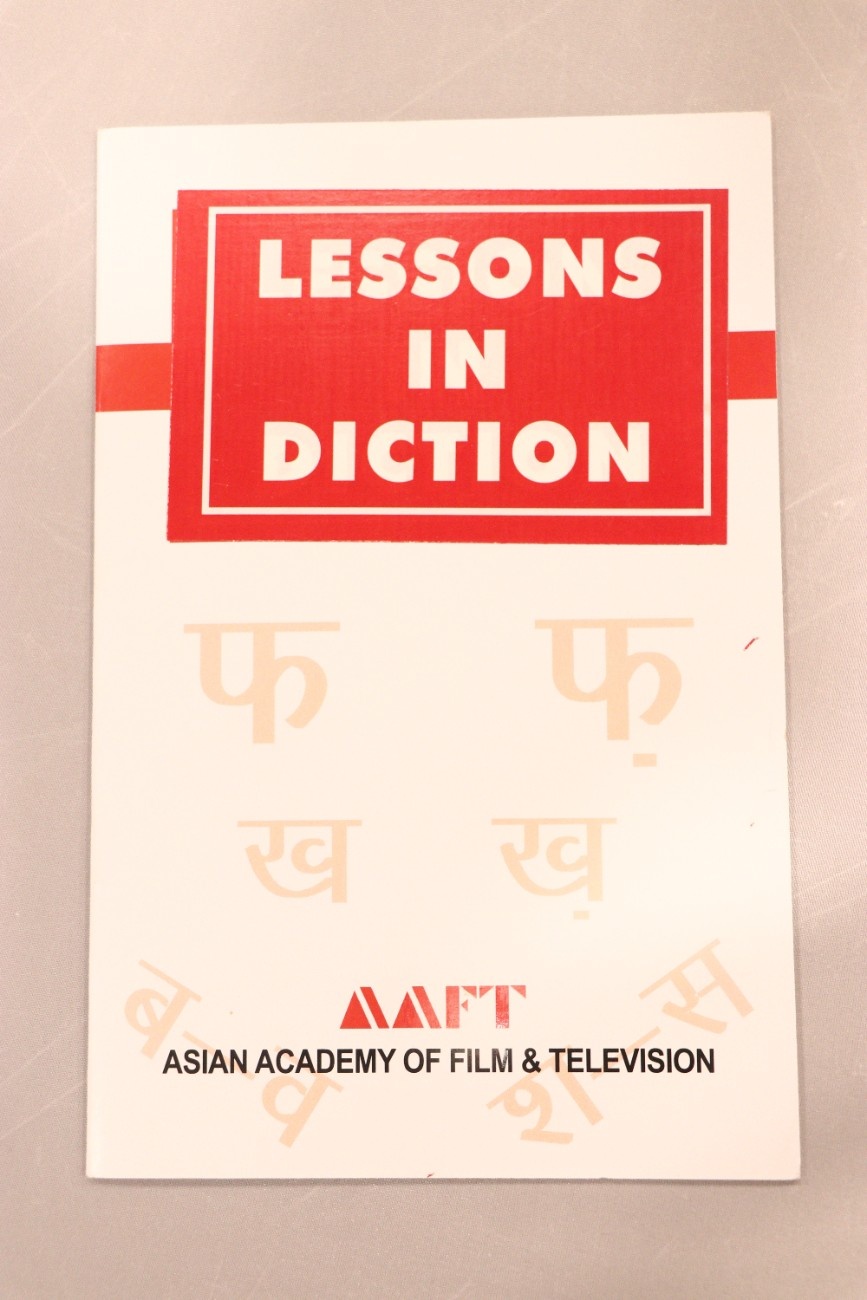 LESSONS
IN
DICTION
फ फ़
ख ख़
ब – व श – स
AAFT
ASIAN ACADEMY OF FILM & TELEVISION